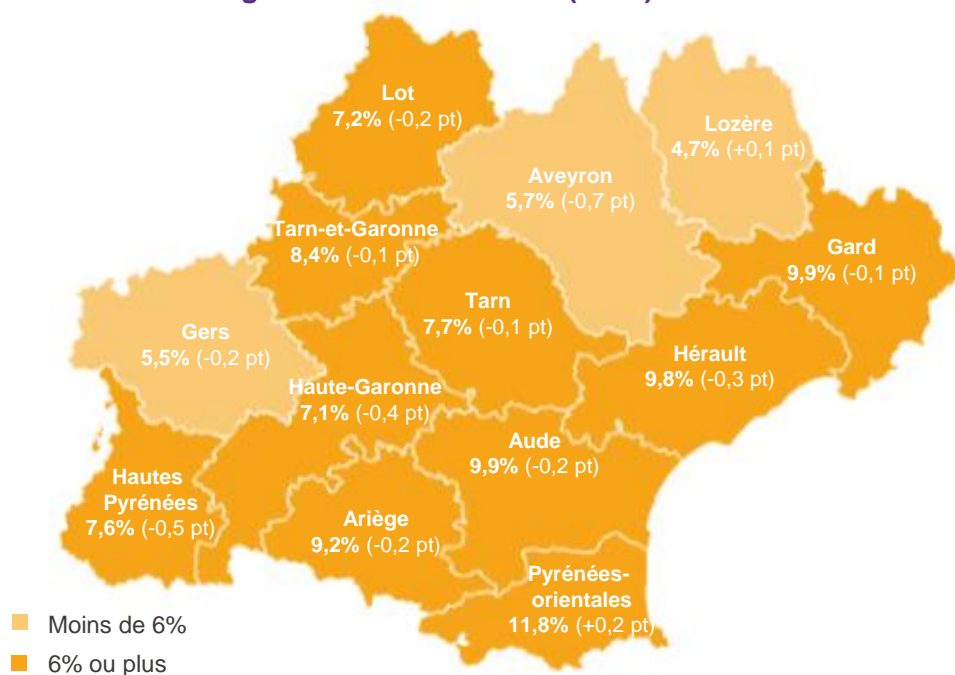 Lot
7,2% (-0,2 pt)
Lozère
4,7% (+0,1 pt)
Aveyron
5,7% (-0,7 pt)
Tarn-et-Garonne
8,4% (-0,1 pt)
Gard
9,9% (-0,1 pt)
Tarn
7,7% (-0,1 pt)
Gers
5,5% (-0,2 pt)
Hérault
9,8% (-0,3 pt)
Haute-Garonne
7,1% (-0,4 pt)
Aude
9,9% (-0,2 pt)
Hautes
Pyrénées
7,6% (-0,5 pt)
Ariège
9,2% (-0,2 pt)
Pyrénées-
orientales
11,8% (+0,2 pt)
Moins de 6%
6% ou plus